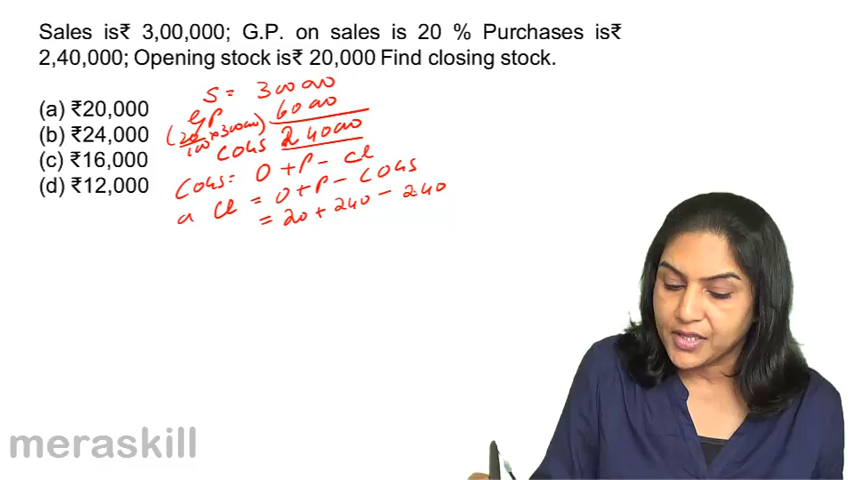 Sales is₹ 3,00,000; G.P. on sales is 20 % Purchases is₹
2,40,000; Opening stock is₹ 20,000 Find closing stock.
(a) ₹20,000
(b) ₹24,000
(c) ₹16,000
(d) ₹12,000
S = 300000
GP 60000
(20/100 × 300000)
COGS 240000
COGS = O + P - Cl
Cl = O + P - COGS
= 20 + 240 - 240
meraskill